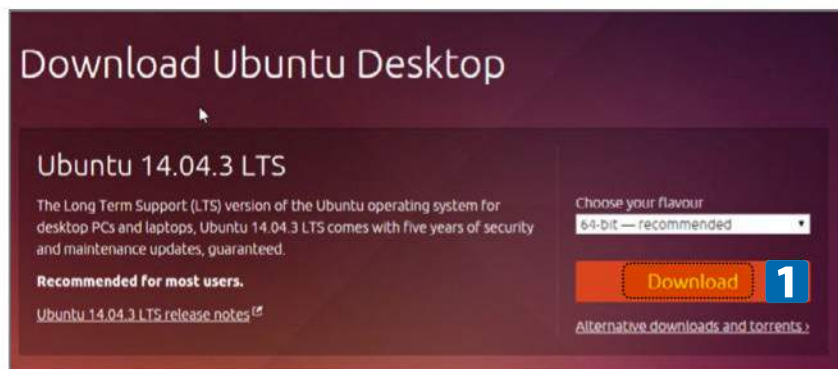 Download Ubuntu Desktop
Ubuntu 14.04.3 LTS
The Long Term Support (LTS) version of the Ubuntu operating system for
desktop PCs and laptops, Ubuntu 14.04.3 LTS comes with five years of security
and maintenance updates, guaranteed.
Recommended for most users.
Ubuntu 14.04.3 LTS release notes
Choose your flavour
64-bit — recommended
Download
1
Alternative downloads and torrents ›